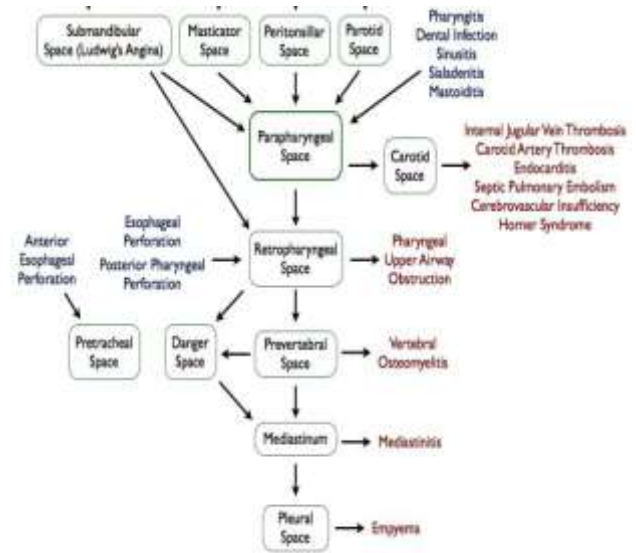 Submandibular
Space (Ludwig's Angina)
Masticator
Space
Peritonsillar
Space
Parotid
Space
Pharyngitis
Dental Infection
Sinusitis
Sialadenitis
Mastoiditis
Parapharyngeal
Space
Carotid
Space
Internal Jugular Vein Thrombosis
Carotid Artery Thrombosis
Endocarditis
Septic Pulmonary Embolism
Cerebrovascular Insufficiency
Horner Syndrome
Anterior
Esophageal
Perforation
Esophageal
Perforation
Posterior Pharyngeal
Perforation
Retropharyngeal
Space
Pharyngeal
Upper Airway
Obstruction
Pretracheal
Space
Danger
Space
Prevertebral
Space
Vertebral
Osteomyelitis
Mediastinum
Mediastinitis
Pleural
Space
Empyema